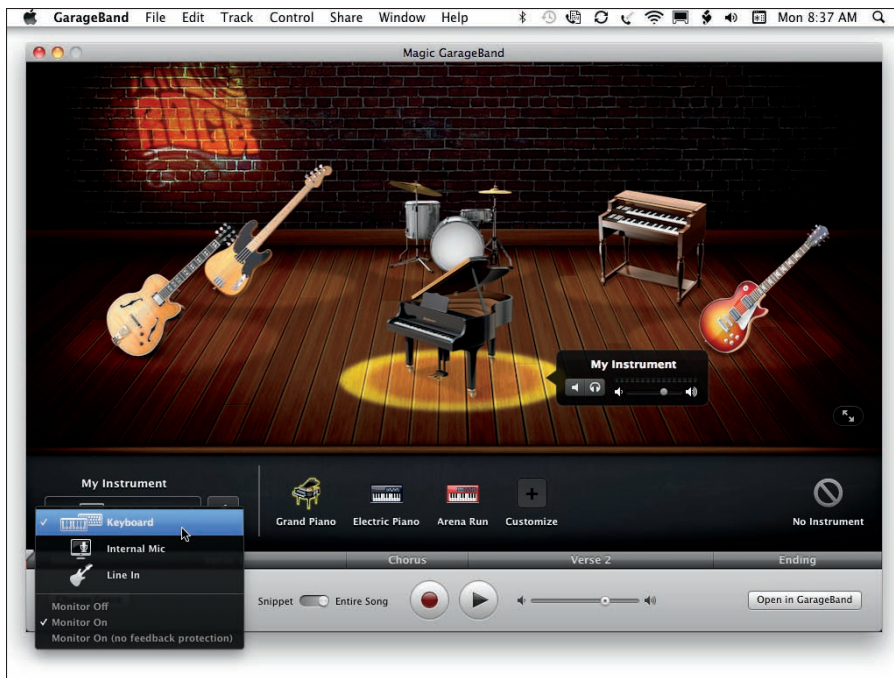 GarageBand File Edit Track Control Share Window Help Mon 8:37 AM
Magic GarageBand
My Instrument
My Instrument
Grand Piano Electric Piano Arena Run Customize No Instrument
Keyboard
Internal Mic
Line In
Chorus Verse 2 Ending
Snippet Entire Song Open in GarageBand
Monitor Off
Monitor On
Monitor On (no feedback protection)